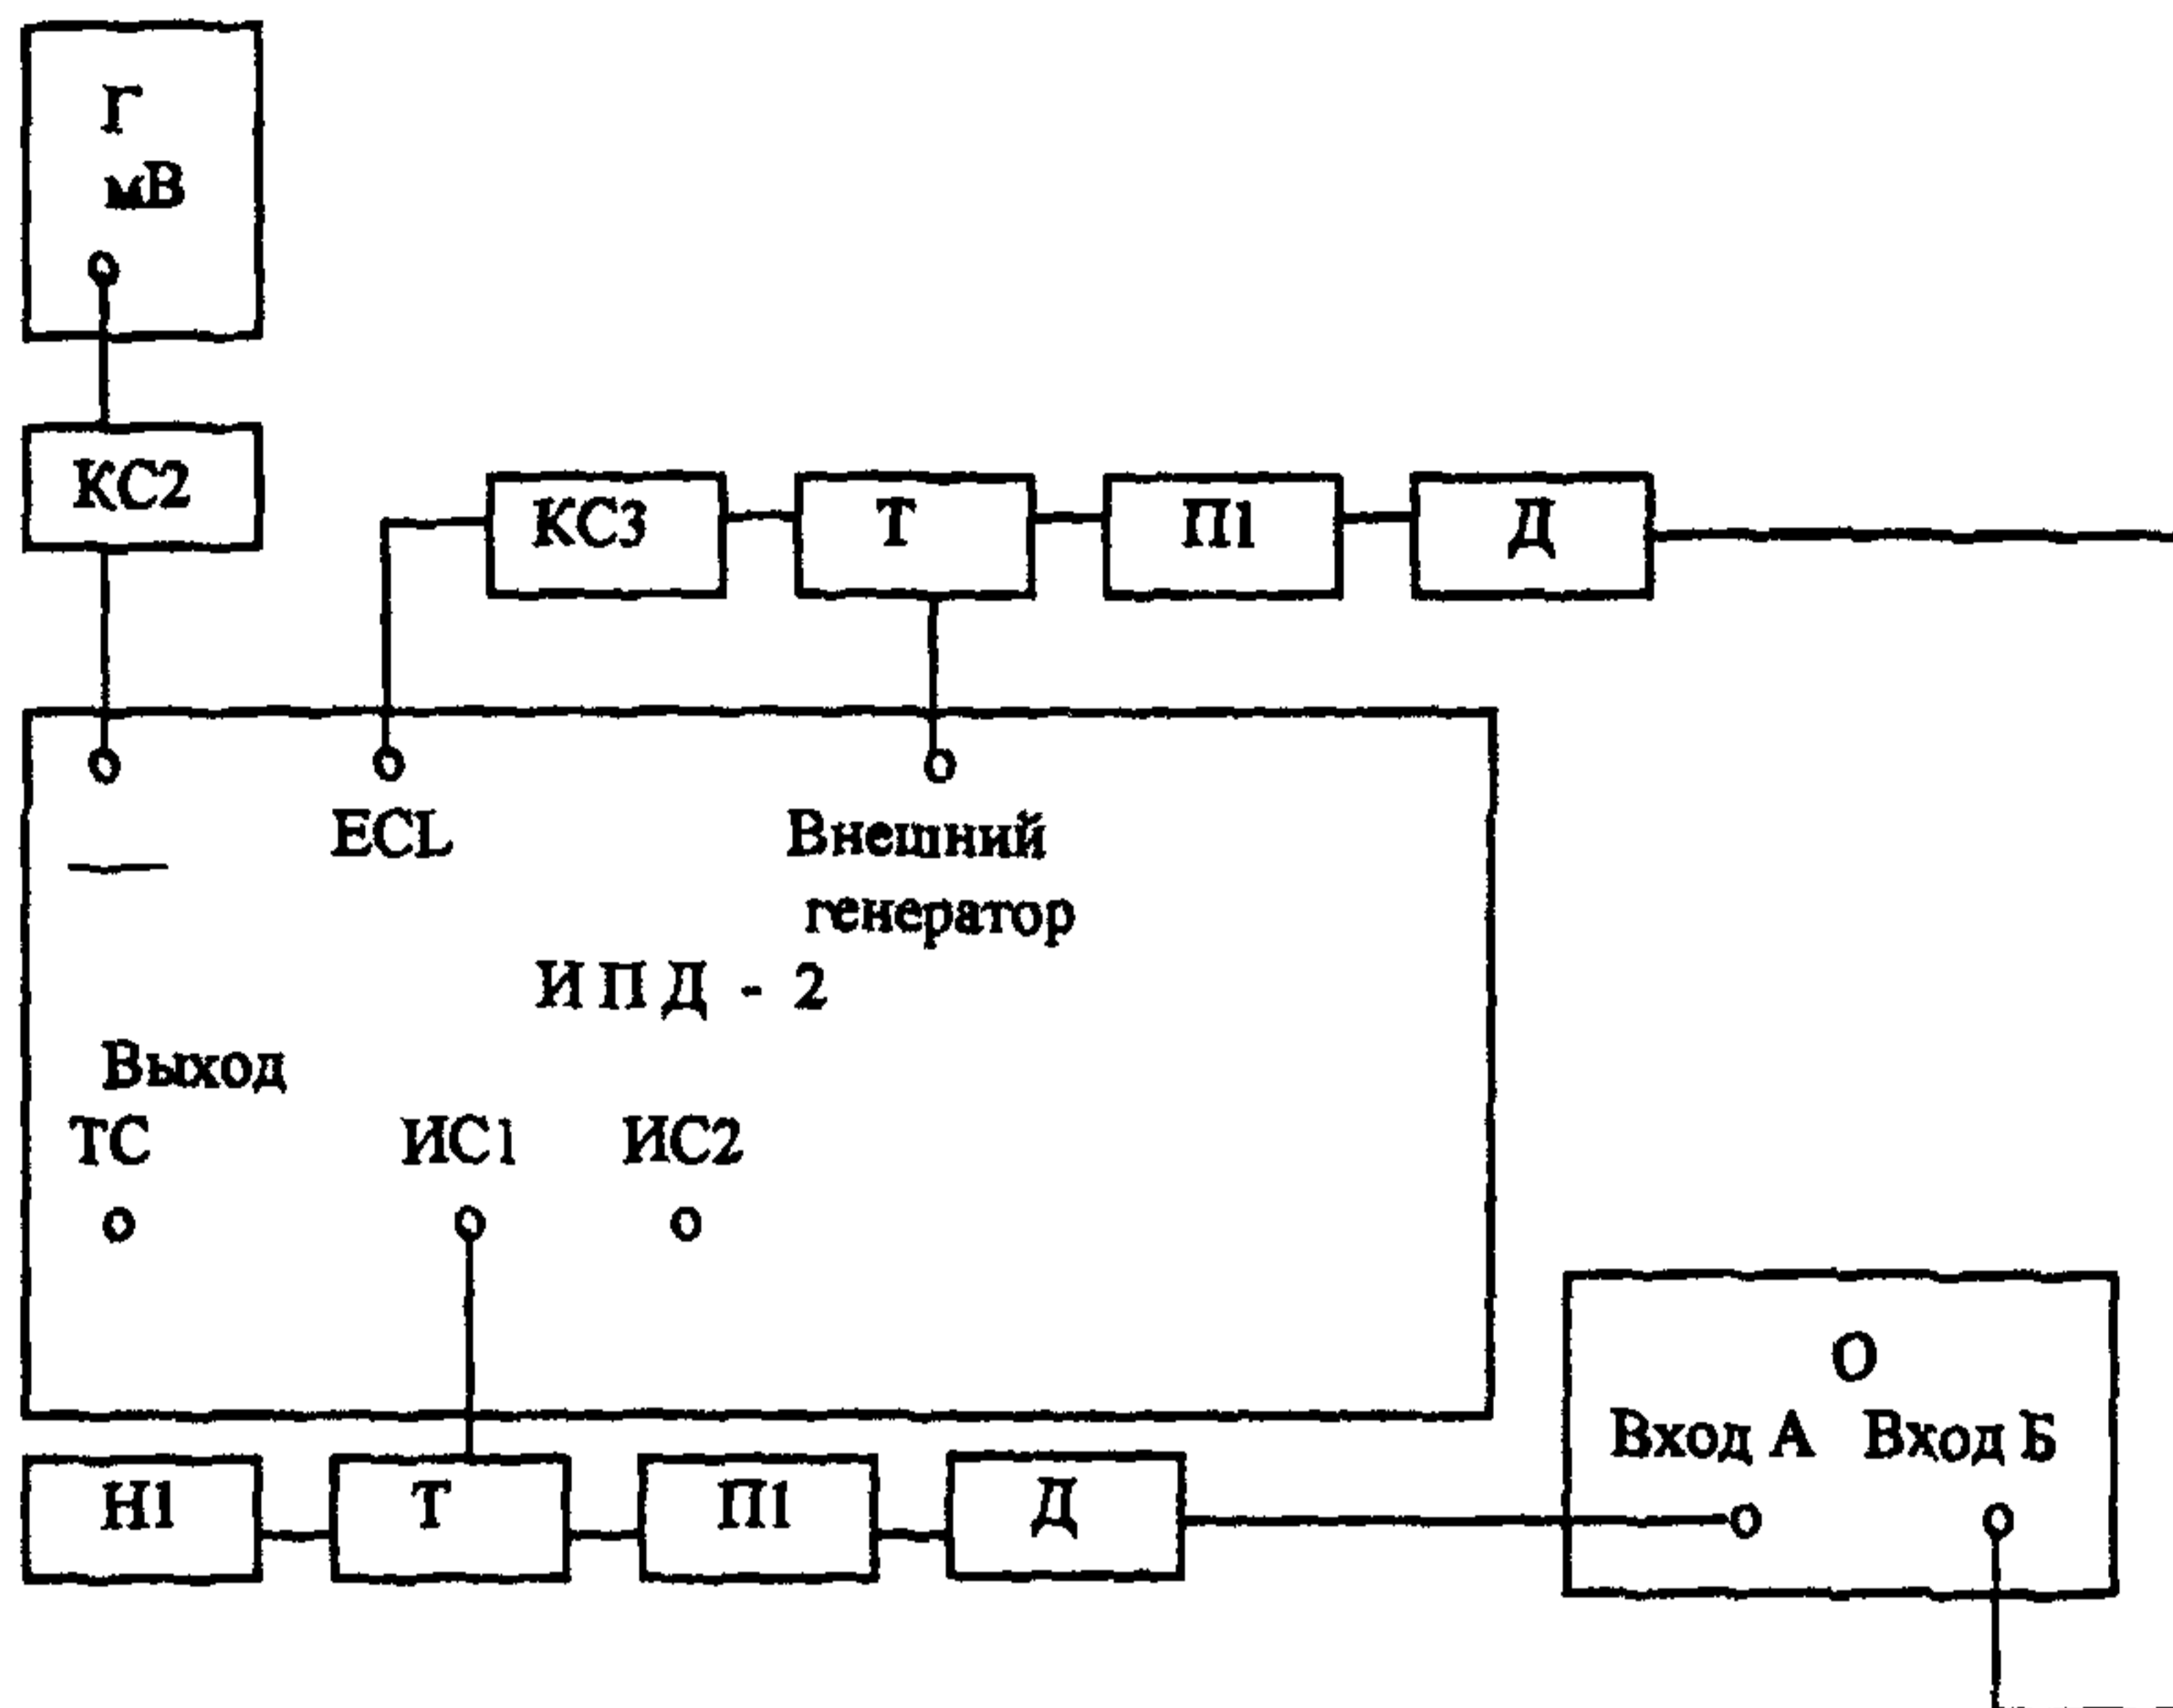 Г
мВ
КС2
КС3 Т П1 Д
ECL Внешний
генератор
ИПД - 2
Выход
ТС ИС1 ИС2
О
Вход А Вход Б
Н1 Т П1 Д